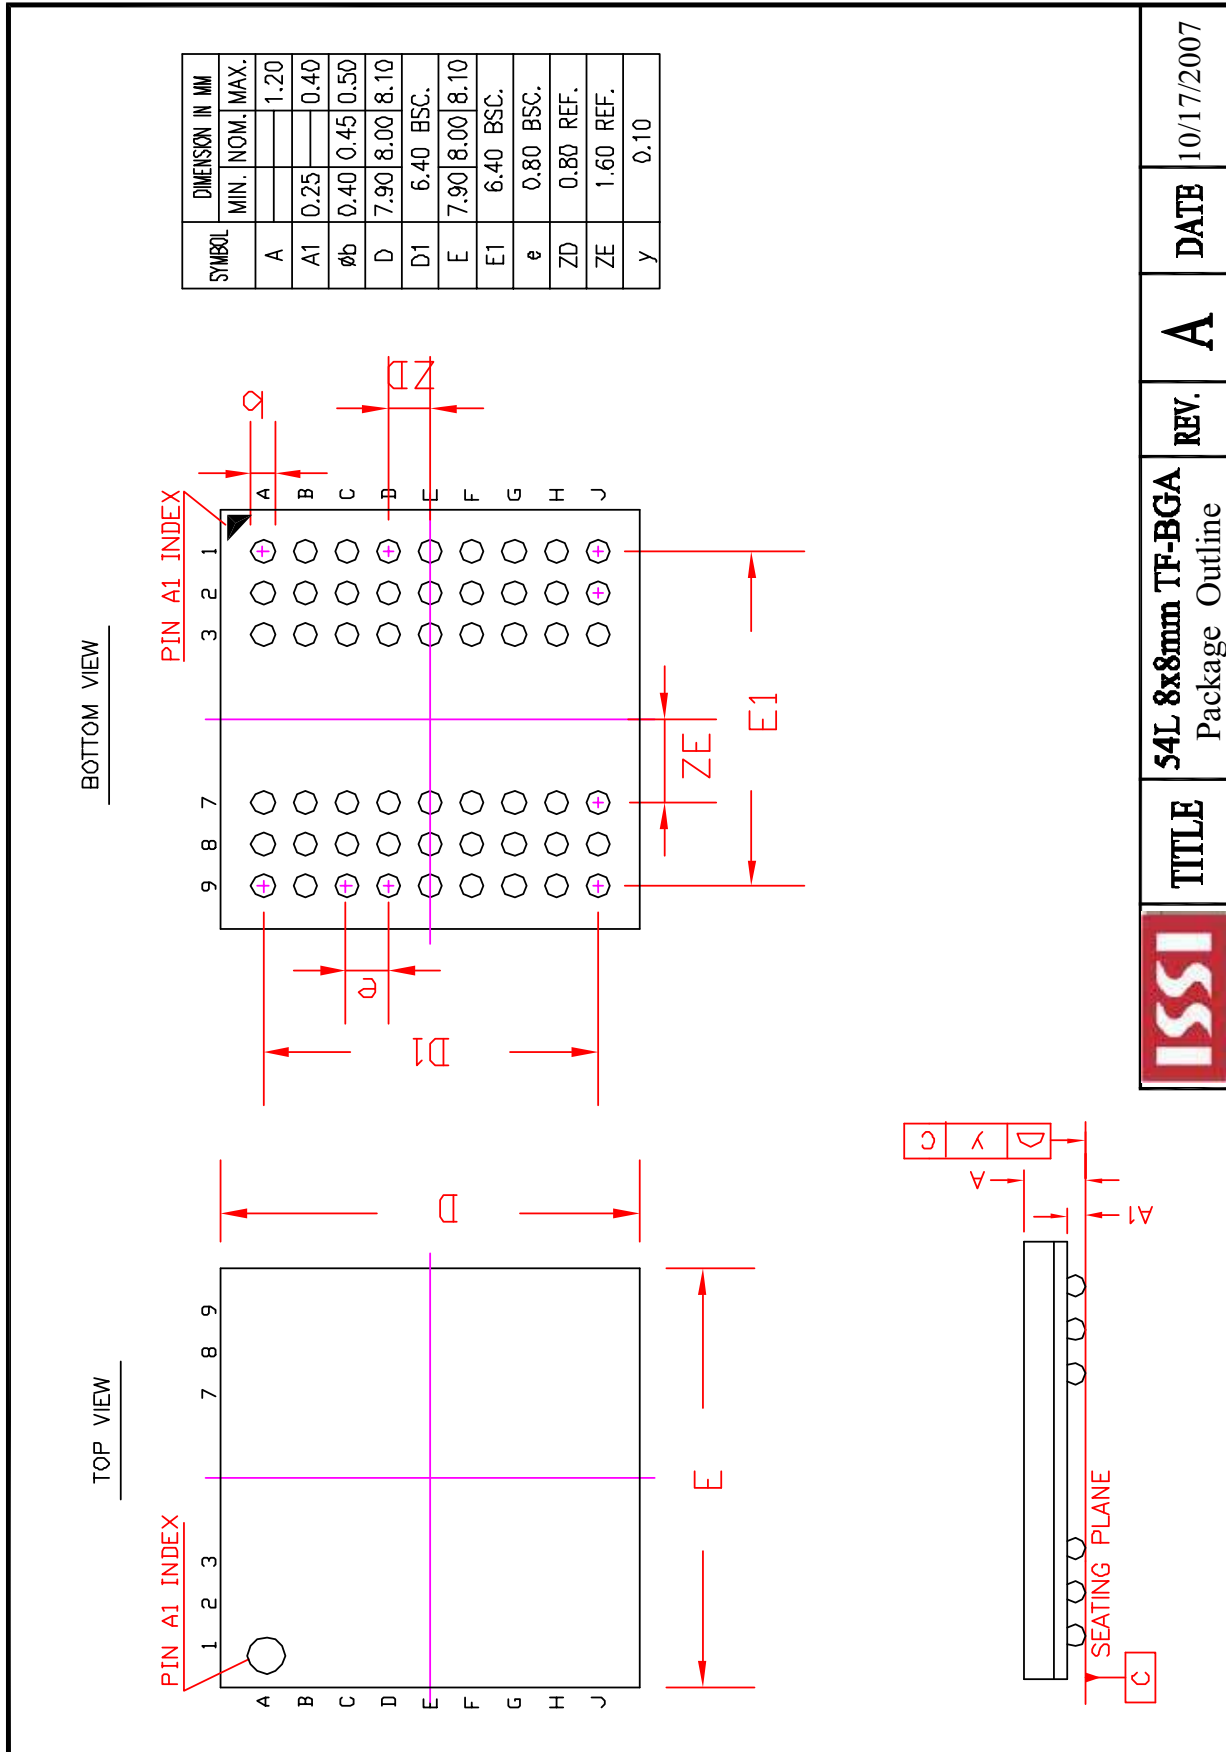 TOP VIEW
PIN A1 INDEX
1 2 3 7 8 9
A
B
C
D
E
F
G
H
J
D
E
BOTTOM VIEW
PIN A1 INDEX
9 8 7 3 2 1
A
B
C
D
E
F
G
H
J
b
ZD
e
D1
ZE
E1
SYMBOL DIMENSION IN MM
MIN. NOM. MAX.
A 1.20
A1 0.25 0.40
øb 0.40 0.45 0.50
D 7.90 8.00 8.10
D1 6.40 BSC.
E 7.90 8.00 8.10
E1 6.40 BSC.
e 0.80 BSC.
ZD 0.80 REF.
ZE 1.60 REF.
y 0.10
C y
A
A1
SEATING PLANE
C
ISSI
TITLE
54L 8x8mm TF-BGA
Package Outline
REV. A
DATE 10/17/2007